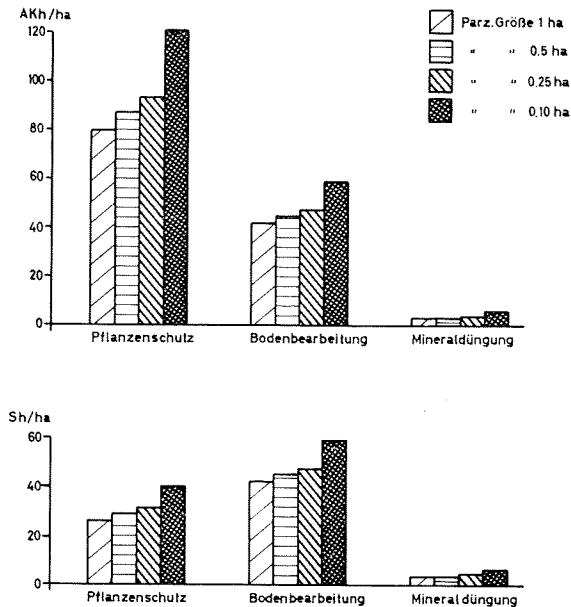 AKh/ha
120
100
80
60
40
20
0
Parz.Größe 1 ha
" " 0.5 ha
" " 0,25 ha
" " 0,10 ha
Pflanzenschutz Bodenbearbeitung Mineraldüngung
Sh/ha
60
40
20
0
Pflanzenschutz Bodenbearbeitung Mineraldüngung